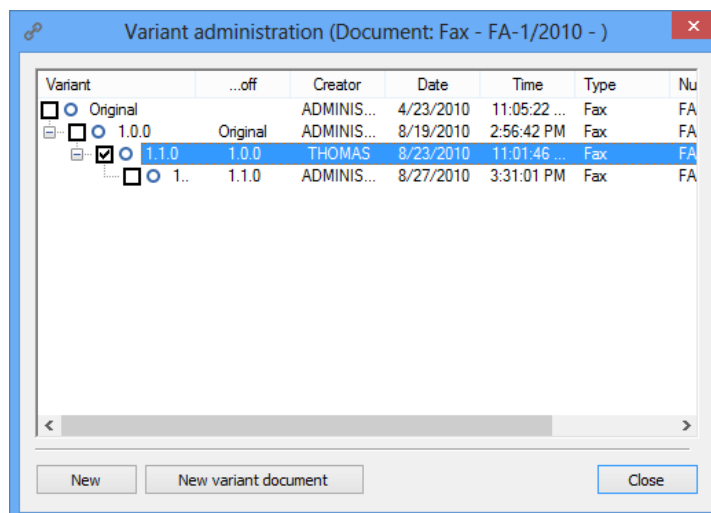 Variant administration (Document: Fax - FA-1/2010 - )
Variant ...off Creator Date Time Type Nu
Original ADMINIS... 4/23/2010 11:05:22 ... Fax FA
1.0.0 Original ADMINIS... 8/19/2010 2:56:42 PM Fax FA
1.1.0 1.0.0 THOMAS 8/23/2010 11:01:46 ... Fax FA
1.. 1.1.0 ADMINIS... 8/27/2010 3:31:01 PM Fax FA
New New variant document Close